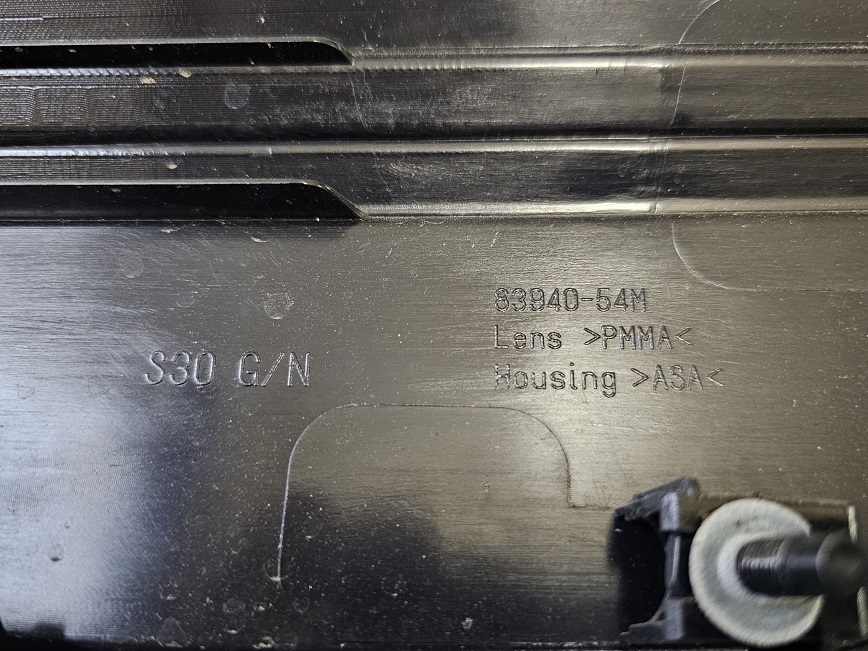 S30 G/N
83940-54M
Lens >PMMA<
Housing >ASA<